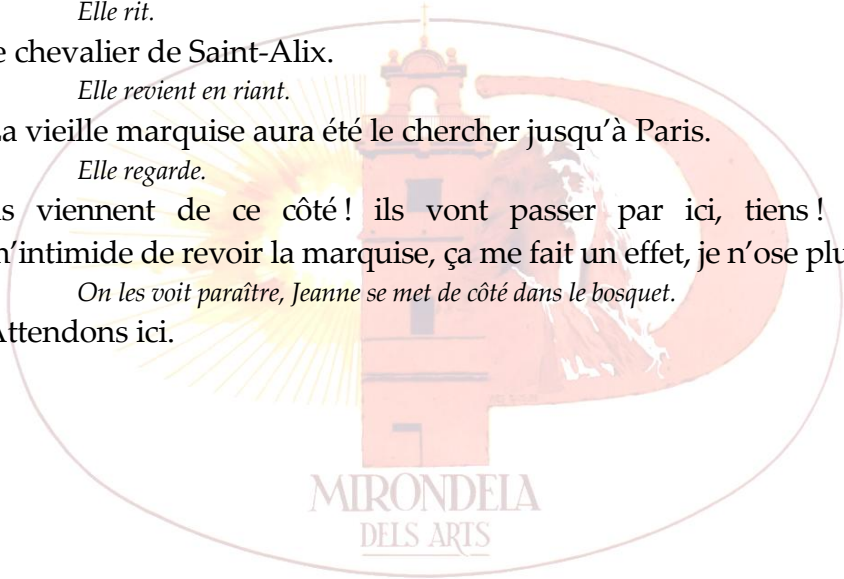 Elle rit.
e chevalier de Saint-Alix.
Elle revient en riant.
La vieille marquise aura été le chercher jusqu'à Paris.
Elle regarde.
ls viennent de ce côté ! ils vont passer par ici, tiens !
m'intimide de revoir la marquise, ça me fait un effet, je n'ose plu
On les voit paraître, Jeanne se met de côté dans le bosquet.
Attendons ici.
MIRONDELA
DELS ARTS